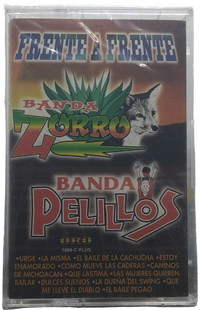 FRENTE A FRENTE
BANDA
ZORRO
BANDA
PELILLOS
1096-C-PLUS
•URGE •LA MISMA •EL BAILE DE LA CACHUCHA •ESTOY
ENAMORADO •COMO MUEVE LAS CADERAS •CAMINOS
DE MICHOACAN •QUE LASTIMA •LAS MUJERES QUIEREN
BAILAR •DULCES SUEÑOS •LA DUEÑA DEL SWING •QUE
ME LLEVE EL DIABLO •EL BAILE PEGAO